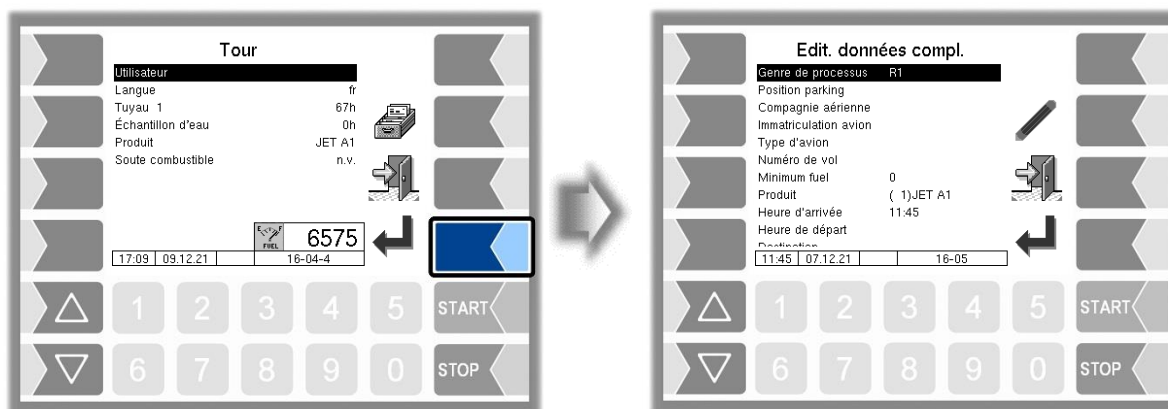 Tour
Utilisateur
Langue fr
Tuyau 1 67h
Échantillon d'eau 0h
Produit JET A1
Soute combustible n.v.
E F
FUEL
6575
17:09 09.12.21 16-04-4
1 2 3 4 5 START
6 7 8 9 0 STOP
Edit. données compl.
Genre de processus R1
Position parking
Compagnie aérienne
Immatriculation avion
Type d'avion
Numéro de vol
Minimum fuel 0
Produit ( 1)JET A1
Heure d'arrivée 11:45
Heure de départ
Destination
11:45 07.12.21 16-05
1 2 3 4 5 START
6 7 8 9 0 STOP